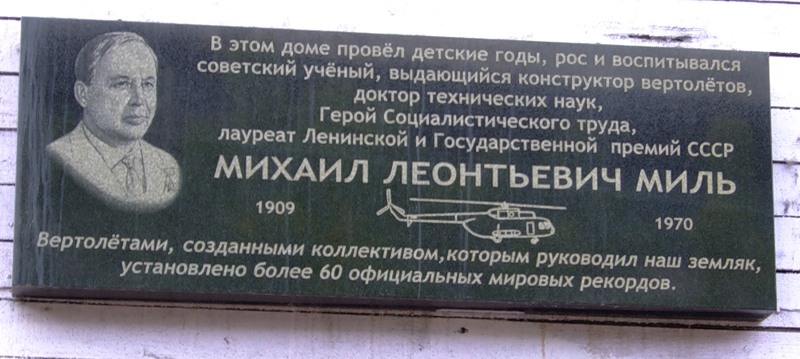 В этом доме провёл детские годы, рос и воспитывался
советский учёный, выдающийся конструктор вертолётов,
доктор технических наук,
Герой Социалистического труда,
лауреат Ленинской и Государственной премий СССР
МИХАИЛ ЛЕОНТЬЕВИЧ МИЛЬ
1909 1970
Вертолётами, созданными коллективом,которым руководил наш земляк,
установлено более 60 официальных мировых рекордов.